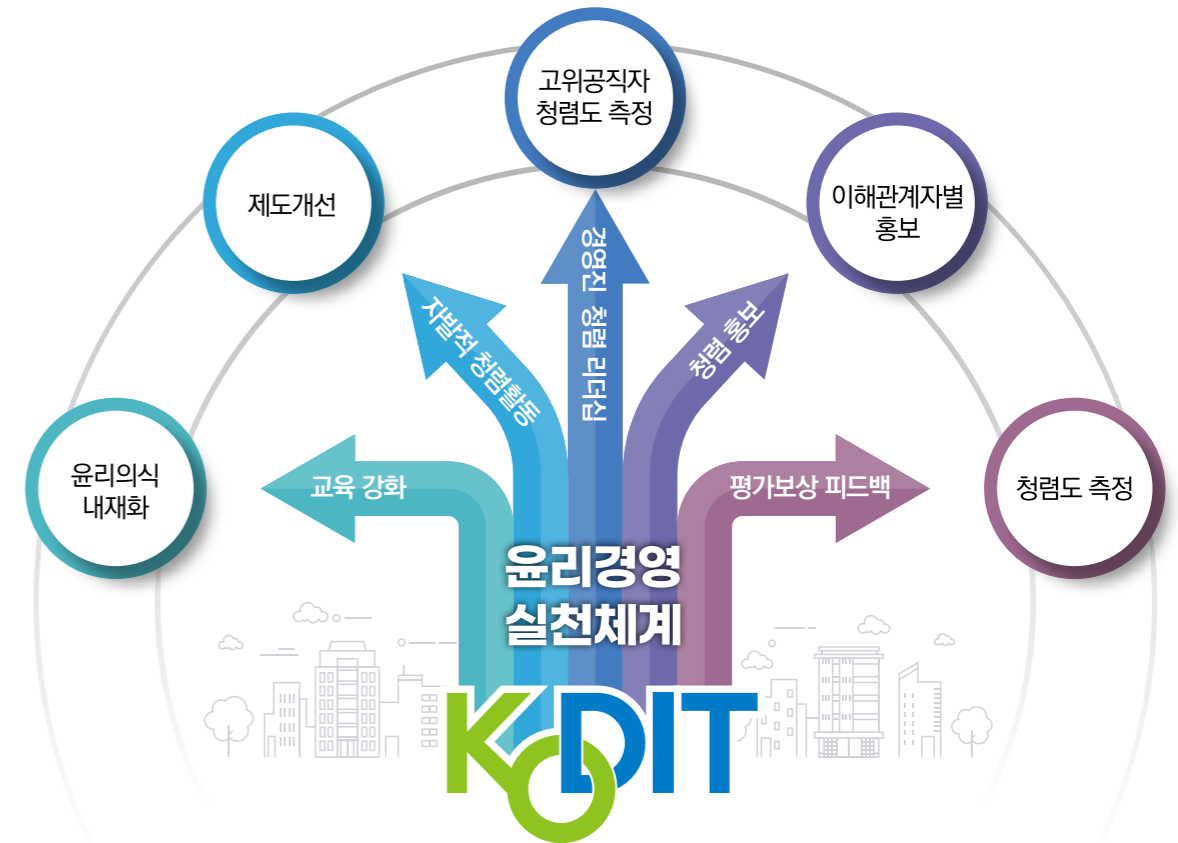 고위공직자
청렴도 측정
제도개선
이해관계자별
홍보
윤리의식
내재화
청렴도 측정
교육 강화
자발적 청렴활동
경영진 청렴 리더십
청렴 홍보
평가보상 피드백
윤리경영
실천체계
KODIT